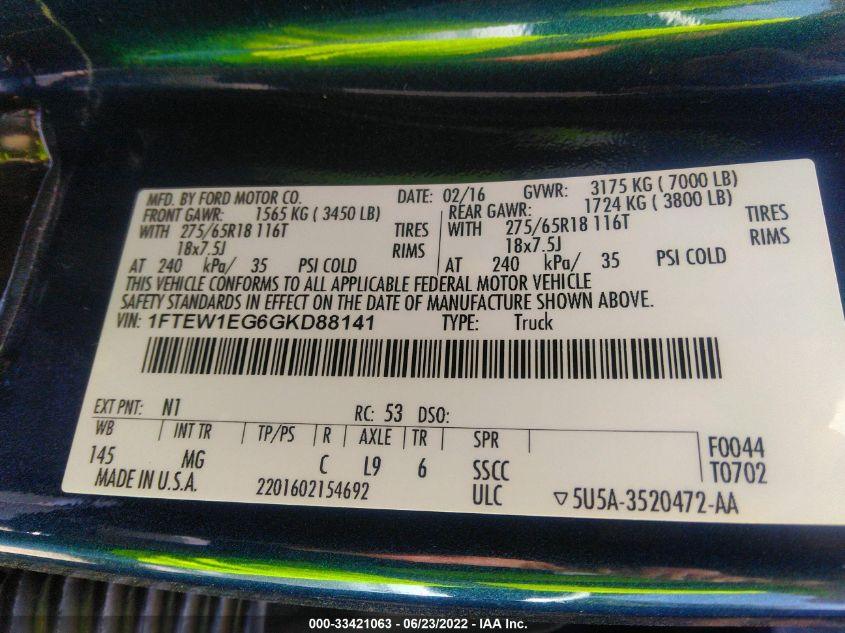 MFD. BY FORD MOTOR CO. DATE: 02/16 GVWR: 3175 KG ( 7000 LB)
FRONT GAWR: 1565 KG ( 3450 LB) REAR GAWR: 1724 KG ( 3800 LB)
WITH 275/65R18 116T TIRES WITH 275/65R18 116T TIRES
18x7.5J RIMS 18x7.5J RIMS
AT 240 kPa/ 35 PSI COLD AT 240 kPa/ 35 PSI COLD
THIS VEHICLE CONFORMS TO ALL APPLICABLE FEDERAL MOTOR VEHICLE
SAFETY STANDARDS IN EFFECT ON THE DATE OF MANUFACTURE SHOWN ABOVE.
VIN: 1FTEW1EG6GKD88141 TYPE: Truck
EXT PNT: N1 RC: 53 DSO:
WB INT TR TP/PS R AXLE TR SPR F0044
145 MG C L9 6 SSCC T0702
MADE IN U.S.A. 2201602154692 ULC ▽5U5A-3520472-AA
000-33421063 - 06/23/2022 - IAA Inc.